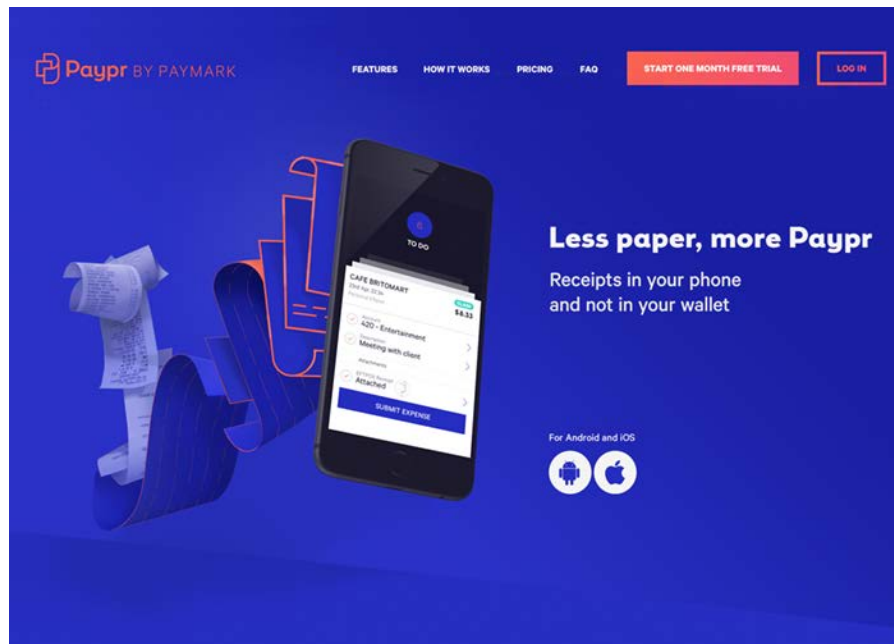 Paypr BY PAYMARK
FEATURES
HOW IT WORKS
PRICING
FAQ
START ONE MONTH FREE TRIAL
LOG IN
TO DO
CAFE BRITOMART
$8.33
Account
420 - Entertainment
Description
Meeting with client
Attachments
Attached
SUBMIT EXPENSE
Less paper, more Paypr
Receipts in your phone
and not in your wallet
For Android and iOS